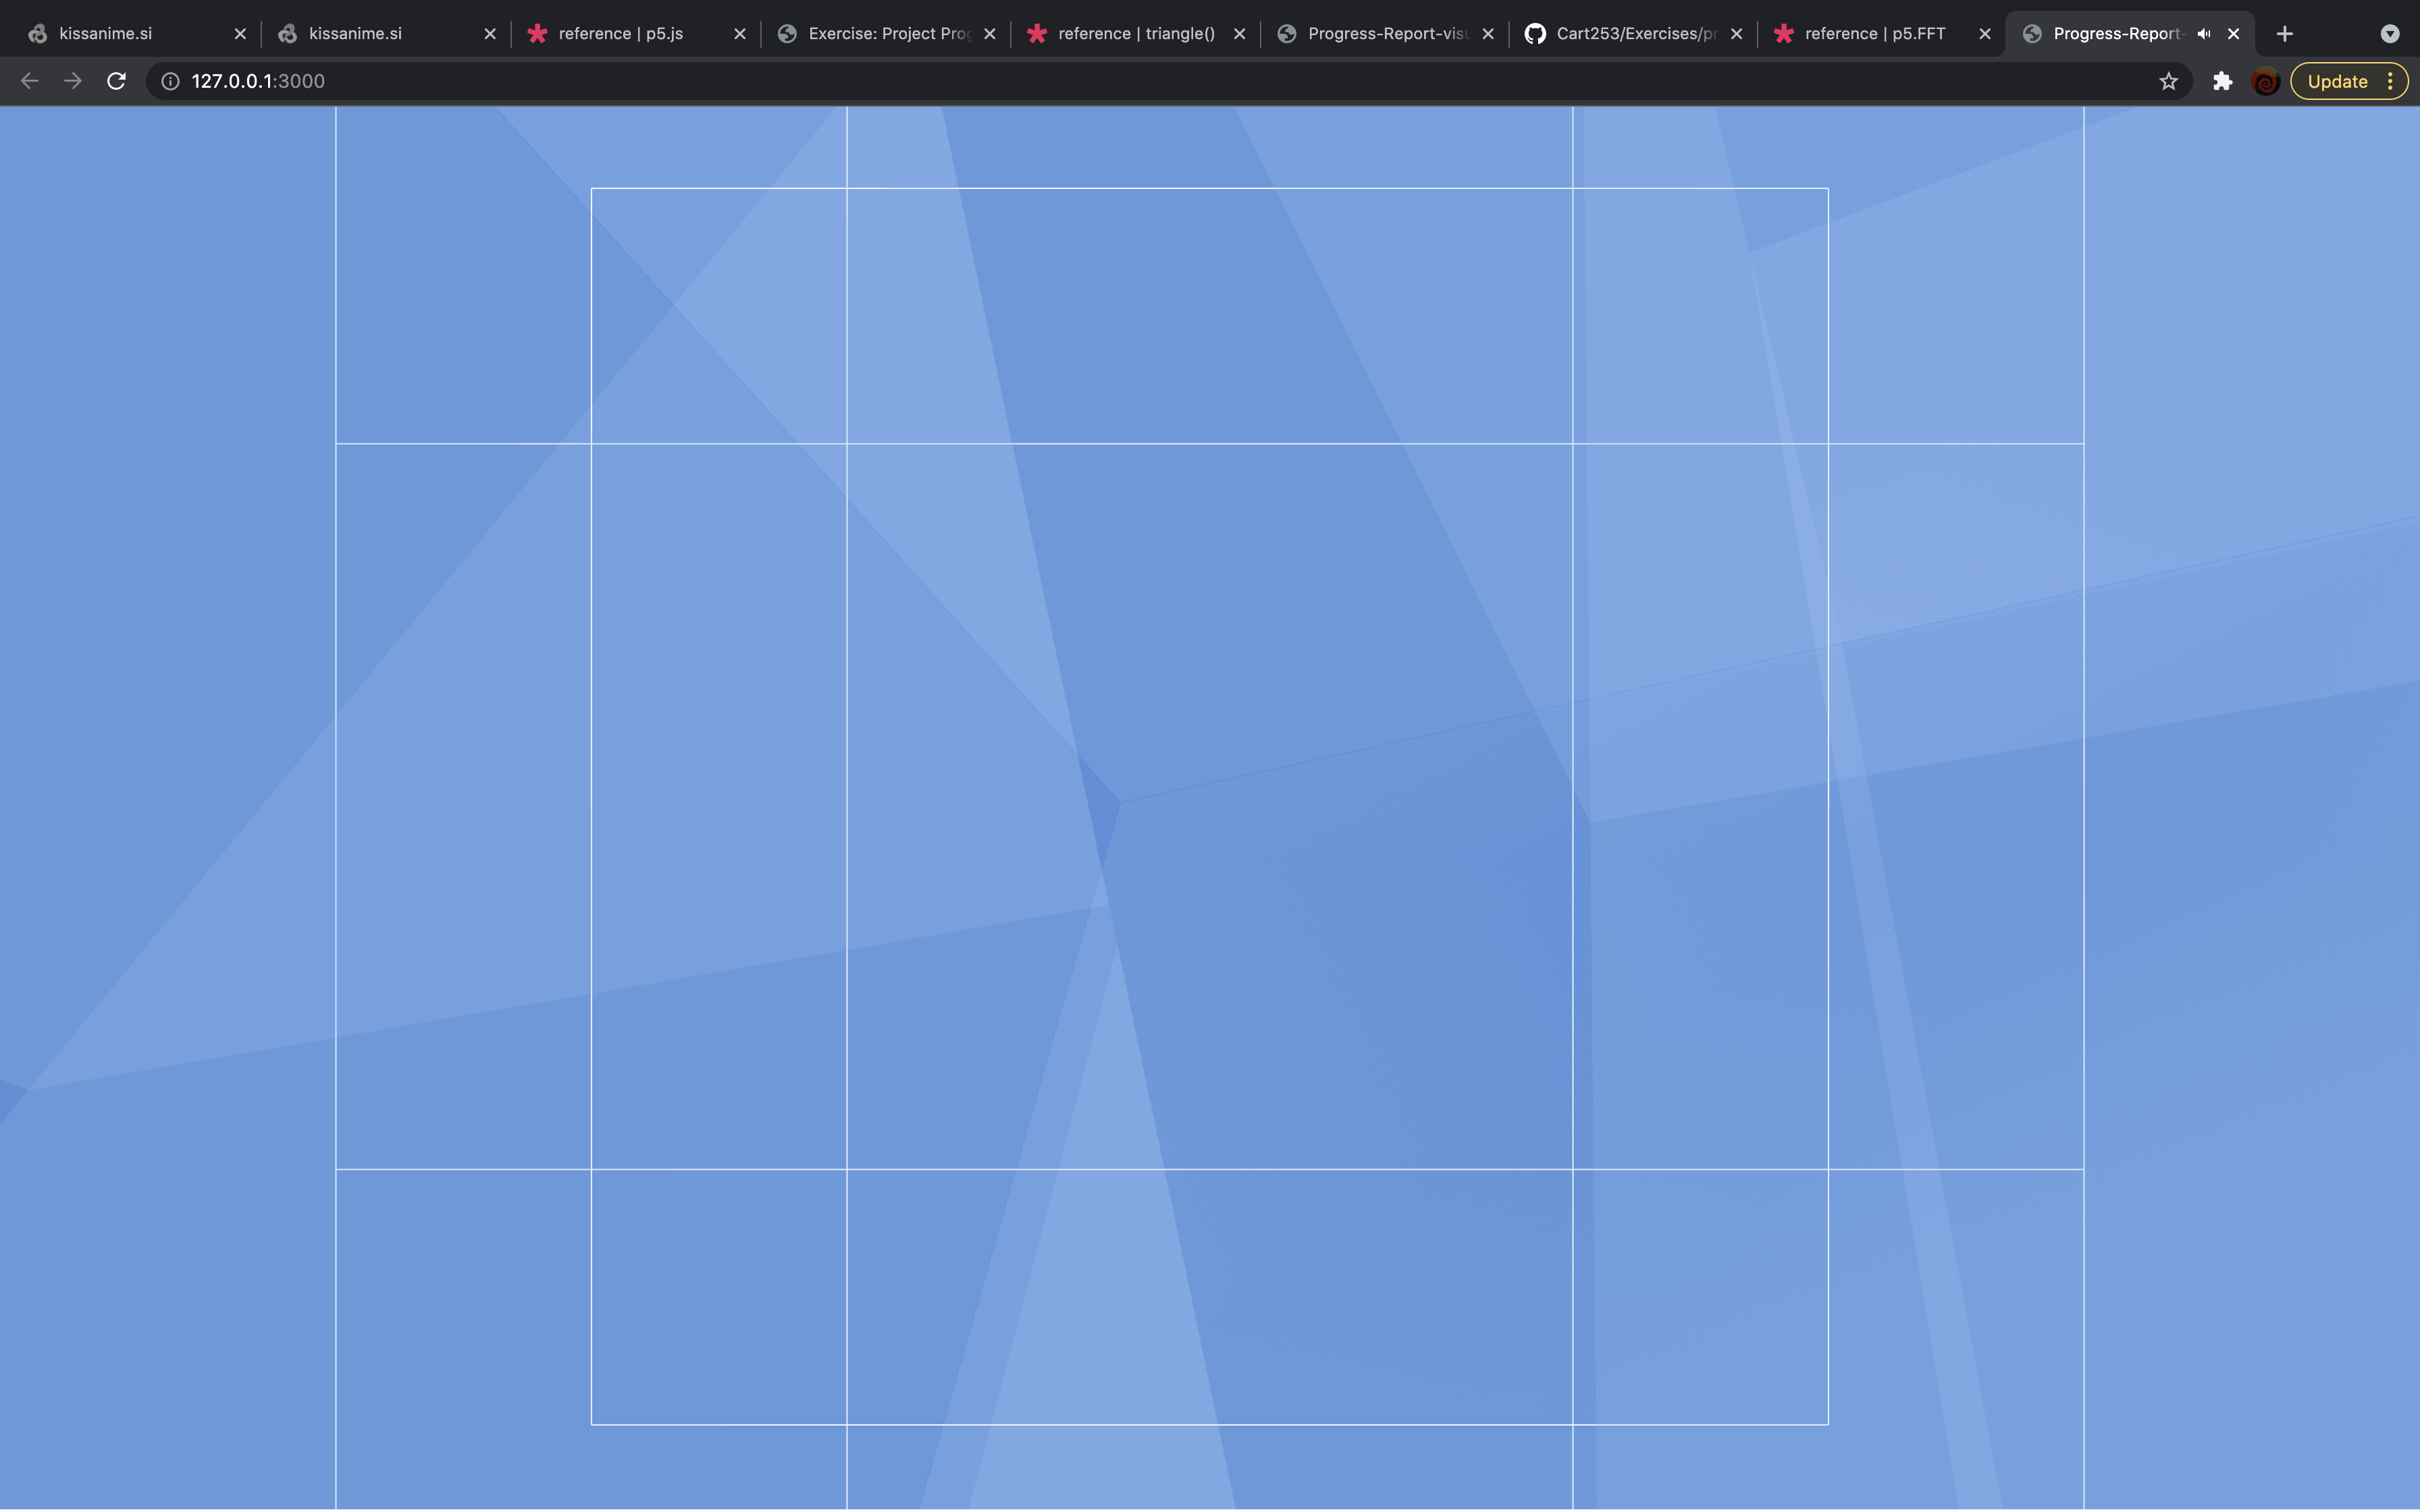 kissanime.si kissanime.si reference | p5.js Exercise: Project Prog reference | triangle() Progress-Report-visu Cart253/Exercises/pr reference | p5.FFT Progress-Report-
127.0.0.1:3000 Update